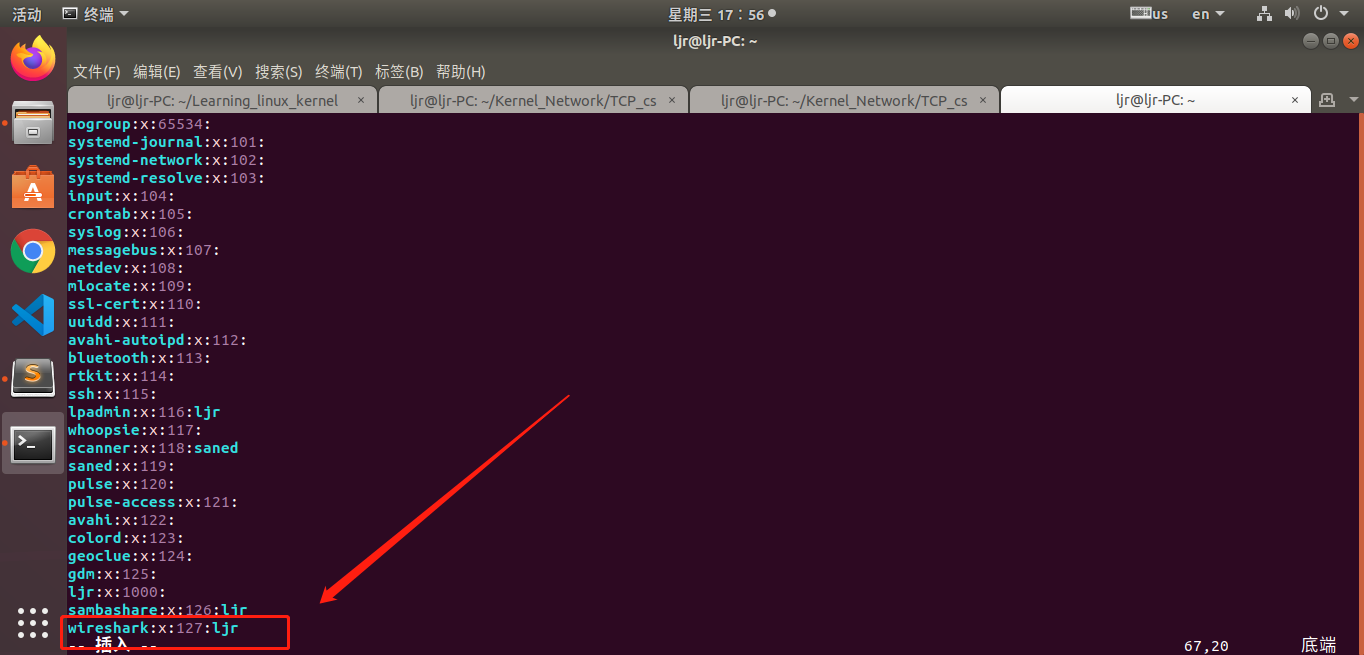 活动 终端 星期三 17：56 us en
ljr@ljr-PC: ~
文件(F) 编辑(E) 查看(V) 搜索(S) 终端(T) 标签(B) 帮助(H)
ljr@ljr-PC: ~/Learning_linux_kernel × ljr@ljr-PC: ~/Kernel_Network/TCP_cs × ljr@ljr-PC: ~/Kernel_Network/TCP_cs × ljr@ljr-PC: ~ ×
nogroup:x:65534:
systemd-journal:x:101:
systemd-network:x:102:
systemd-resolve:x:103:
input:x:104:
crontab:x:105:
syslog:x:106:
messagebus:x:107:
netdev:x:108:
mlocate:x:109:
ssl-cert:x:110:
uuidd:x:111:
avahi-autoipd:x:112:
bluetooth:x:113:
rtkit:x:114:
ssh:x:115:
lpadmin:x:116:ljr
whoopsie:x:117:
scanner:x:118:saned
saned:x:119:
pulse:x:120:
pulse-access:x:121:
avahi:x:122:
colord:x:123:
geoclue:x:124:
gdm:x:125:
ljr:x:1000:
sambashare:x:126:ljr
wireshark:x:127:ljr
-- 插入 -- 67,20 底端